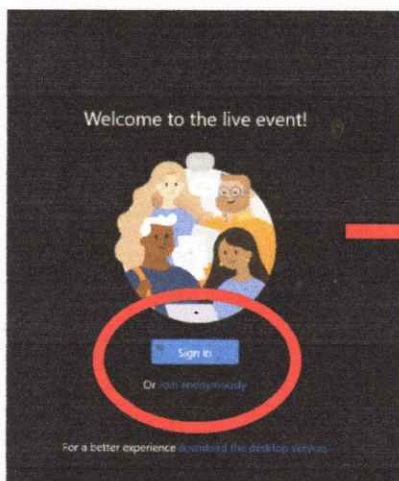 Welcome to the live event!
Sign in
Or join anonymously
For a better experience download the desktop version